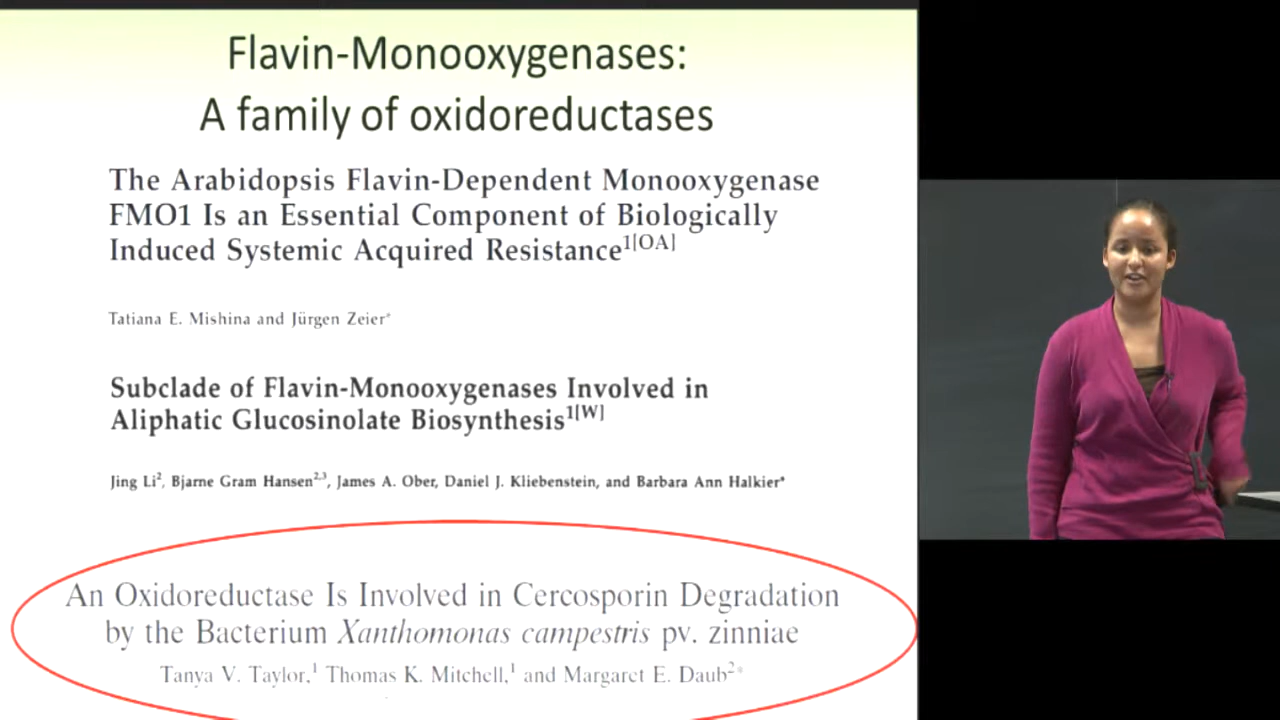 Flavin-Monooxygenases:
A family of oxidoreductases
The Arabidopsis Flavin-Dependent Monooxygenase
FMO1 Is an Essential Component of Biologically
Induced Systemic Acquired Resistance1[OA]
Tatiana E. Mishina and Jürgen Zeier*
Subclade of Flavin-Monooxygenases Involved in
Aliphatic Glucosinolate Biosynthesis1[W]
Jing Li2, Bjarne Gram Hansen2,3, James A. Ober, Daniel J. Kliebenstein, and Barbara Ann Halkier*
An Oxidoreductase Is Involved in Cercosporin Degradation
by the Bacterium Xanthomonas campestris pv. zinniae
Tanya V. Taylor,1 Thomas K. Mitchell,1 and Margaret E. Daub2*